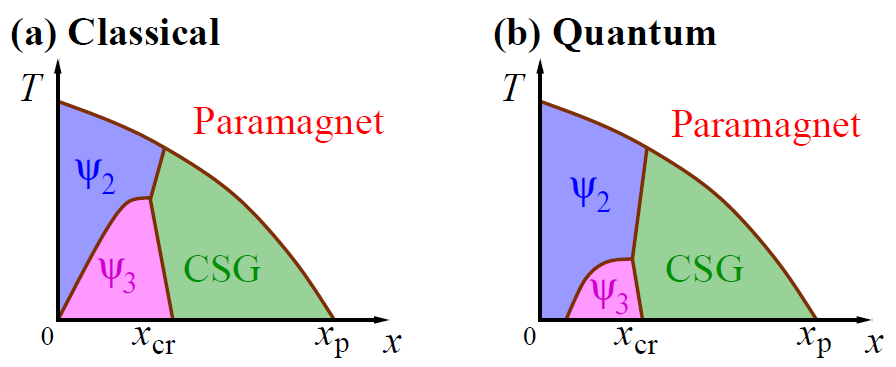 (a) Classical
T
Paramagnet
ψ2
ψ3
CSG
0
xcr
xp
x
(b) Quantum
T
Paramagnet
ψ2
ψ3
CSG
0
xcr
xp
x